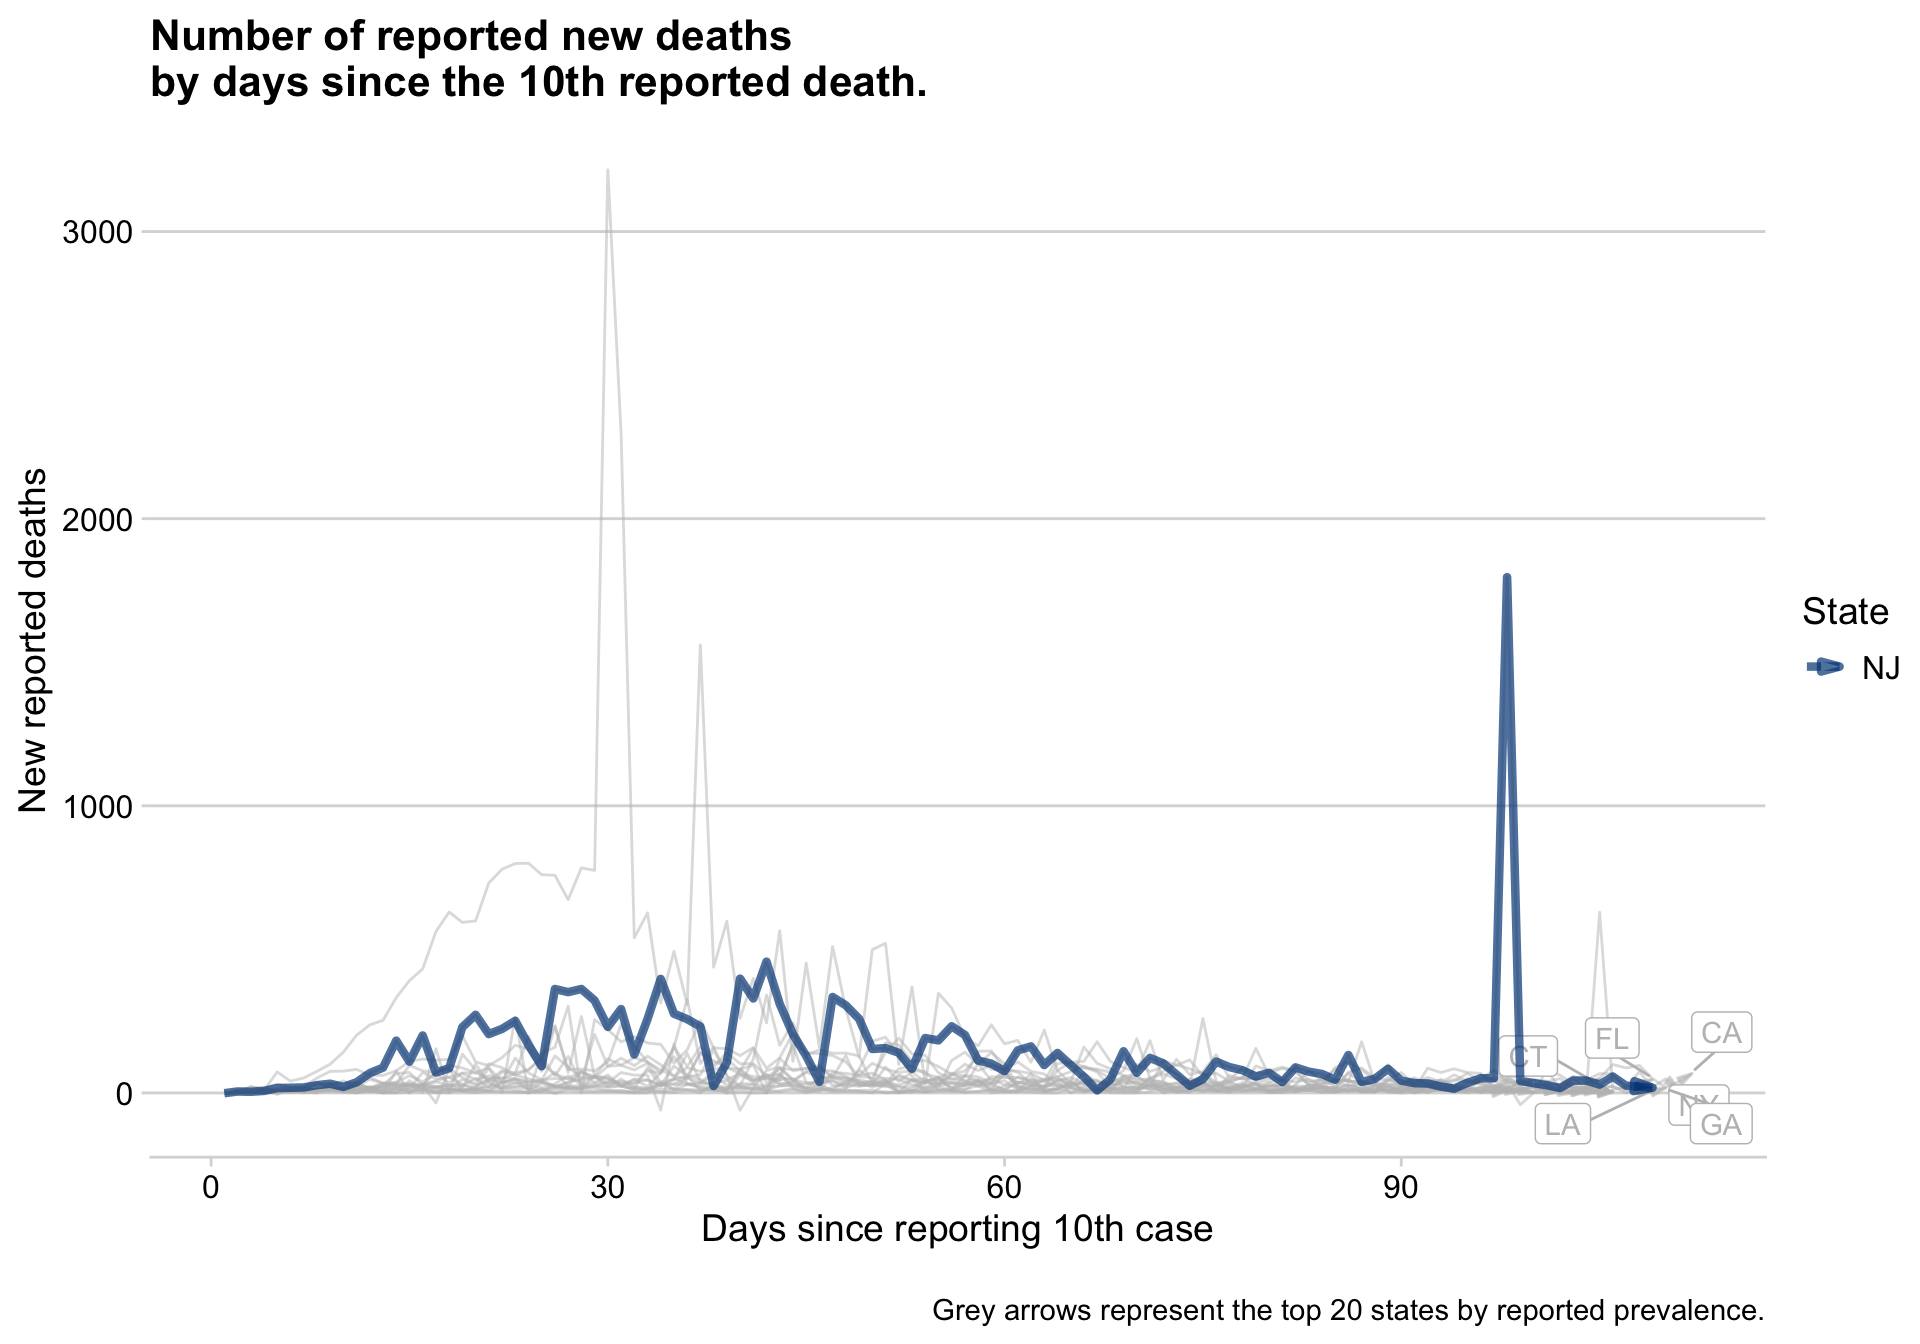 Number of reported new deaths
by days since the 10th reported death.
New reported deaths
3000
2000
1000
0
0
30
60
90
Days since reporting 10th case
State
NJ
CT
FL
CA
LA
NY
GA
Grey arrows represent the top 20 states by reported prevalence.